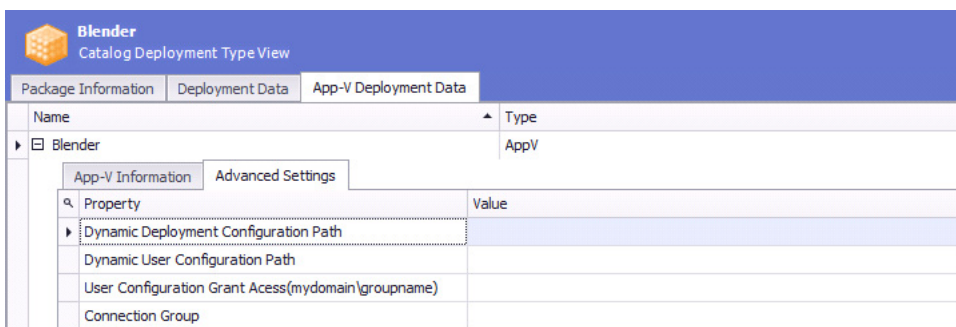 Blender
Catalog Deployment Type View
Package Information Deployment Data App-V Deployment Data
Name Type
Blender AppV
App-V Information Advanced Settings
Property Value
Dynamic Deployment Configuration Path
Dynamic User Configuration Path
User Configuration Grant Acess(mydomain\groupname)
Connection Group